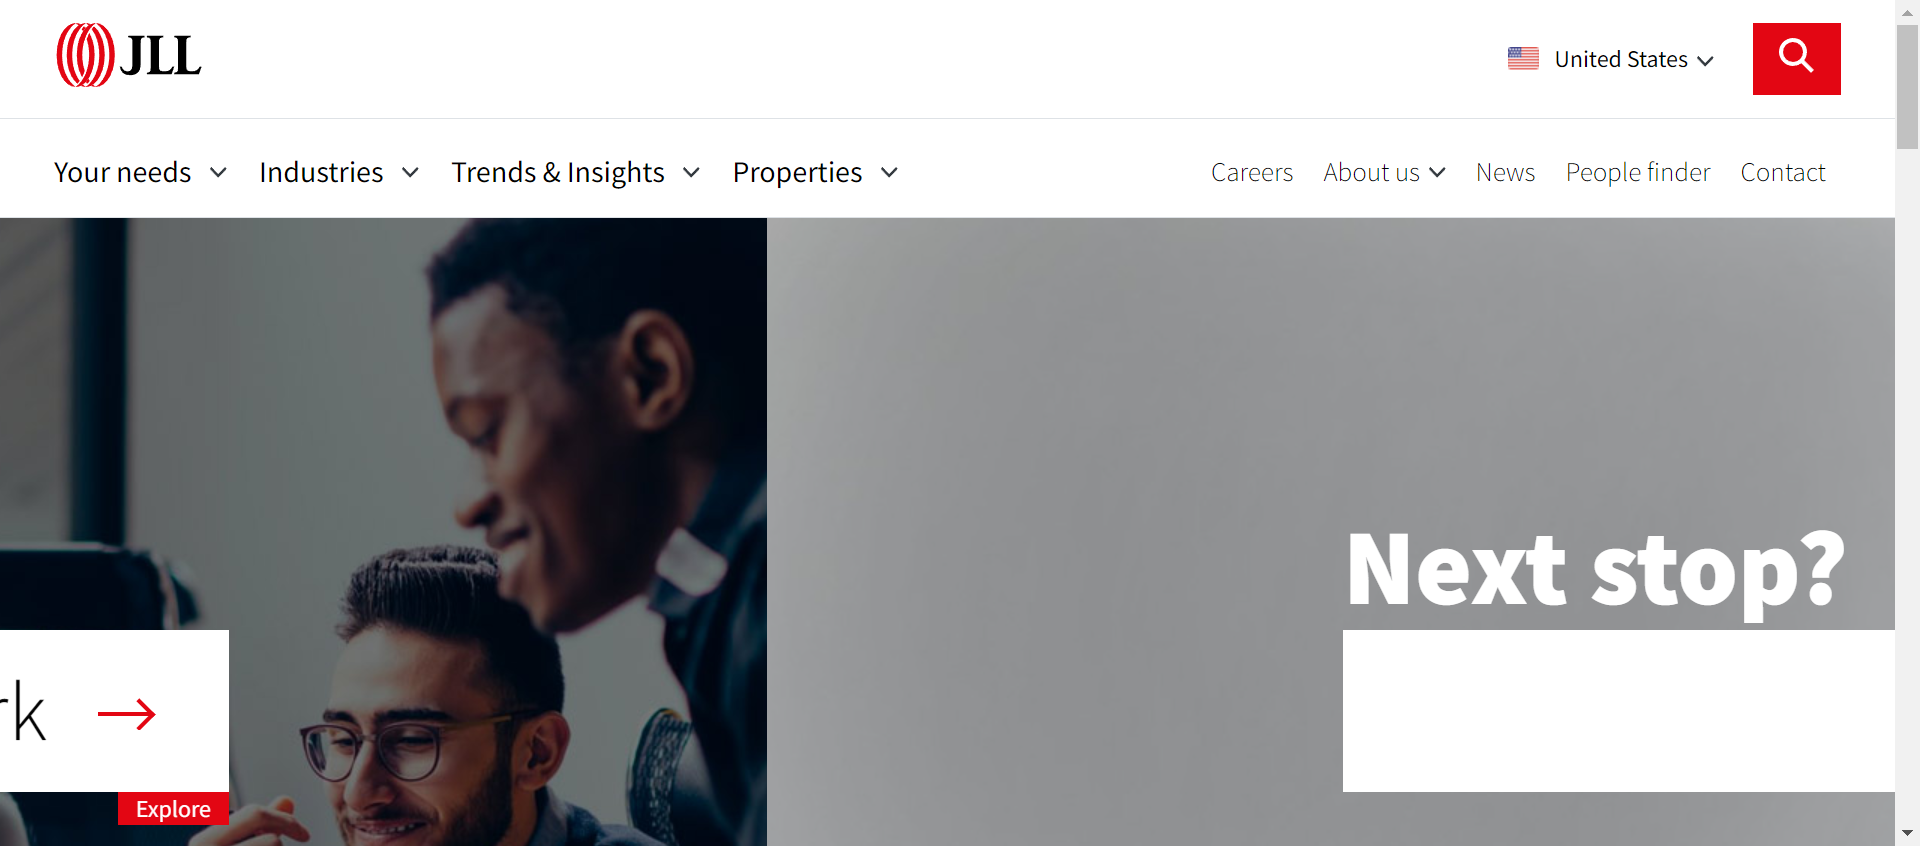 JLL
United States
Your needs
Industries
Trends & Insights
Properties
Careers
About us
News
People finder
Contact
Next stop?
rk
Explore